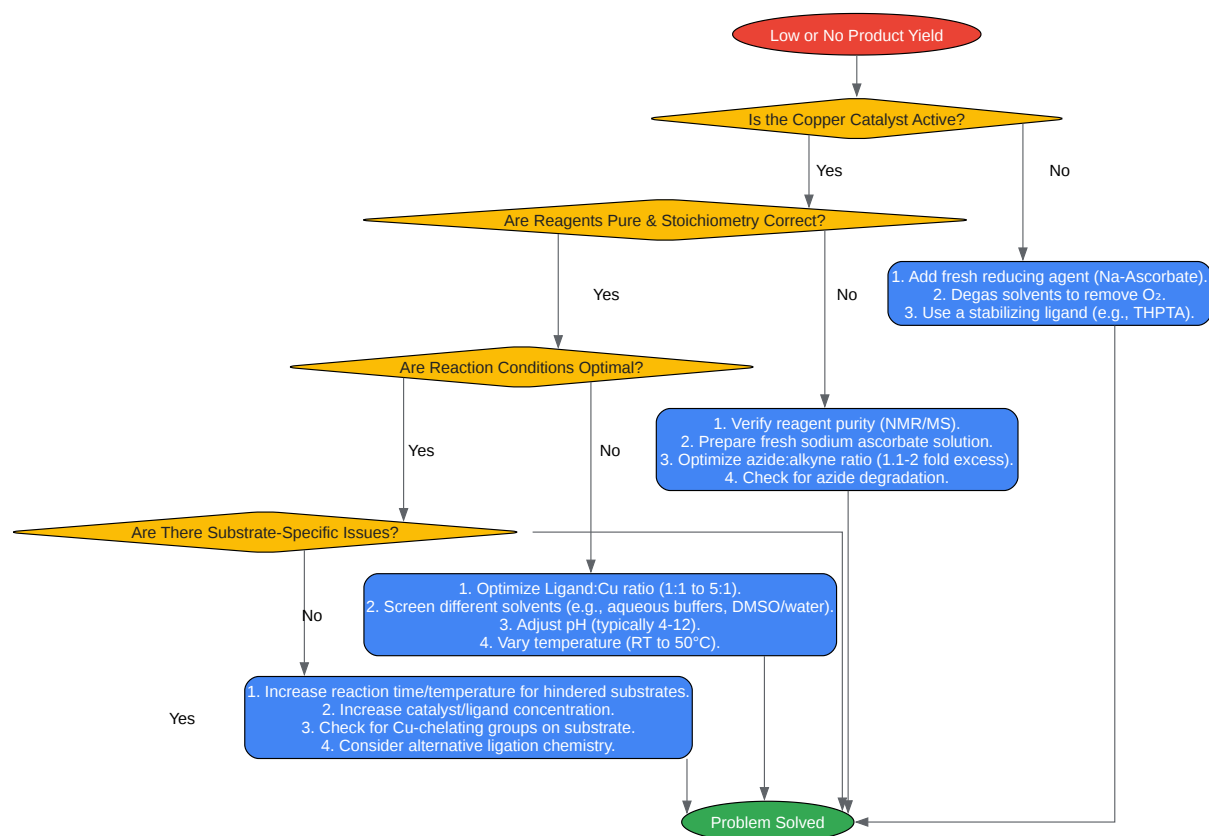 Low or No Product Yield
Is the Copper Catalyst Active?
Yes
No
Are Reagents Pure & Stoichiometry Correct?
1. Add fresh reducing agent (Na-Ascorbate).
2. Degas solvents to remove O₂.
3. Use a stabilizing ligand (e.g., THPTA).
Yes
No
Are Reaction Conditions Optimal?
1. Verify reagent purity (NMR/MS).
2. Prepare fresh sodium ascorbate solution.
3. Optimize azide:alkyne ratio (1.1-2 fold excess).
4. Check for azide degradation.
Yes
No
Are There Substrate-Specific Issues?
1. Optimize Ligand:Cu ratio (1:1 to 5:1).
2. Screen different solvents (e.g., aqueous buffers, DMSO/water).
3. Adjust pH (typically 4-12).
4. Vary temperature (RT to 50°C).
No
Yes
1. Increase reaction time/temperature for hindered substrates.
2. Increase catalyst/ligand concentration.
3. Check for Cu-chelating groups on substrate.
4. Consider alternative ligation chemistry.
Problem Solved